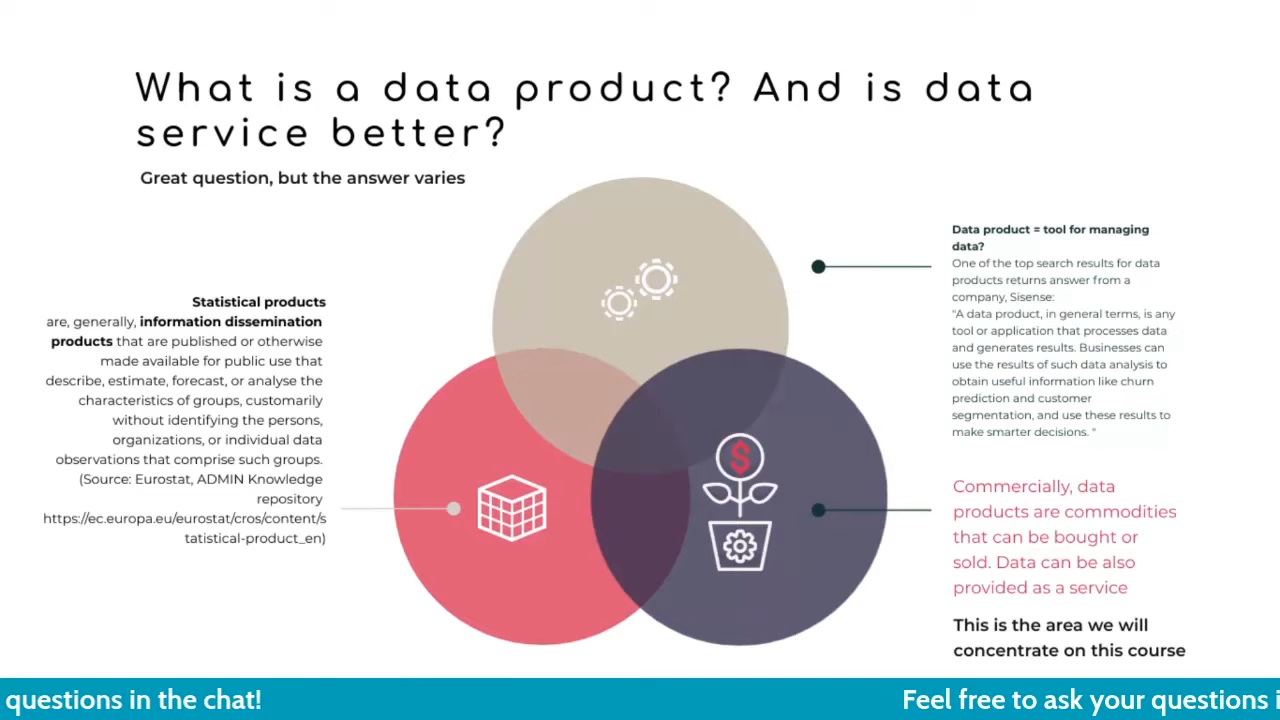 What is a data product? And is data
service better?
Great question, but the answer varies
Statistical products
are, generally, information dissemination
products that are published or otherwise
made available for public use that
describe, estimate, forecast, or analyse the
characteristics of groups, customarily
without identifying the persons,
organizations, or individual data
observations that comprise such groups.
(Source: Eurostat, ADMIN Knowledge
repository
https://ec.europa.eu/eurostat/cros/content/s
tatistical-product_en)
$
Data product = tool for managing
data?
One of the top search results for data
products returns answer from a
company, Sisense:
"A data product, in general terms, is any
tool or application that processes data
and generates results. Businesses can
use the results of such data analysis to
obtain useful information like churn
prediction and customer
segmentation, and use these results to
make smarter decisions. "
Commercially, data
products are commodities
that can be bought or
sold. Data can be also
provided as a service
This is the area we will
concentrate on this course
questions in the chat!
Feel free to ask your questions i